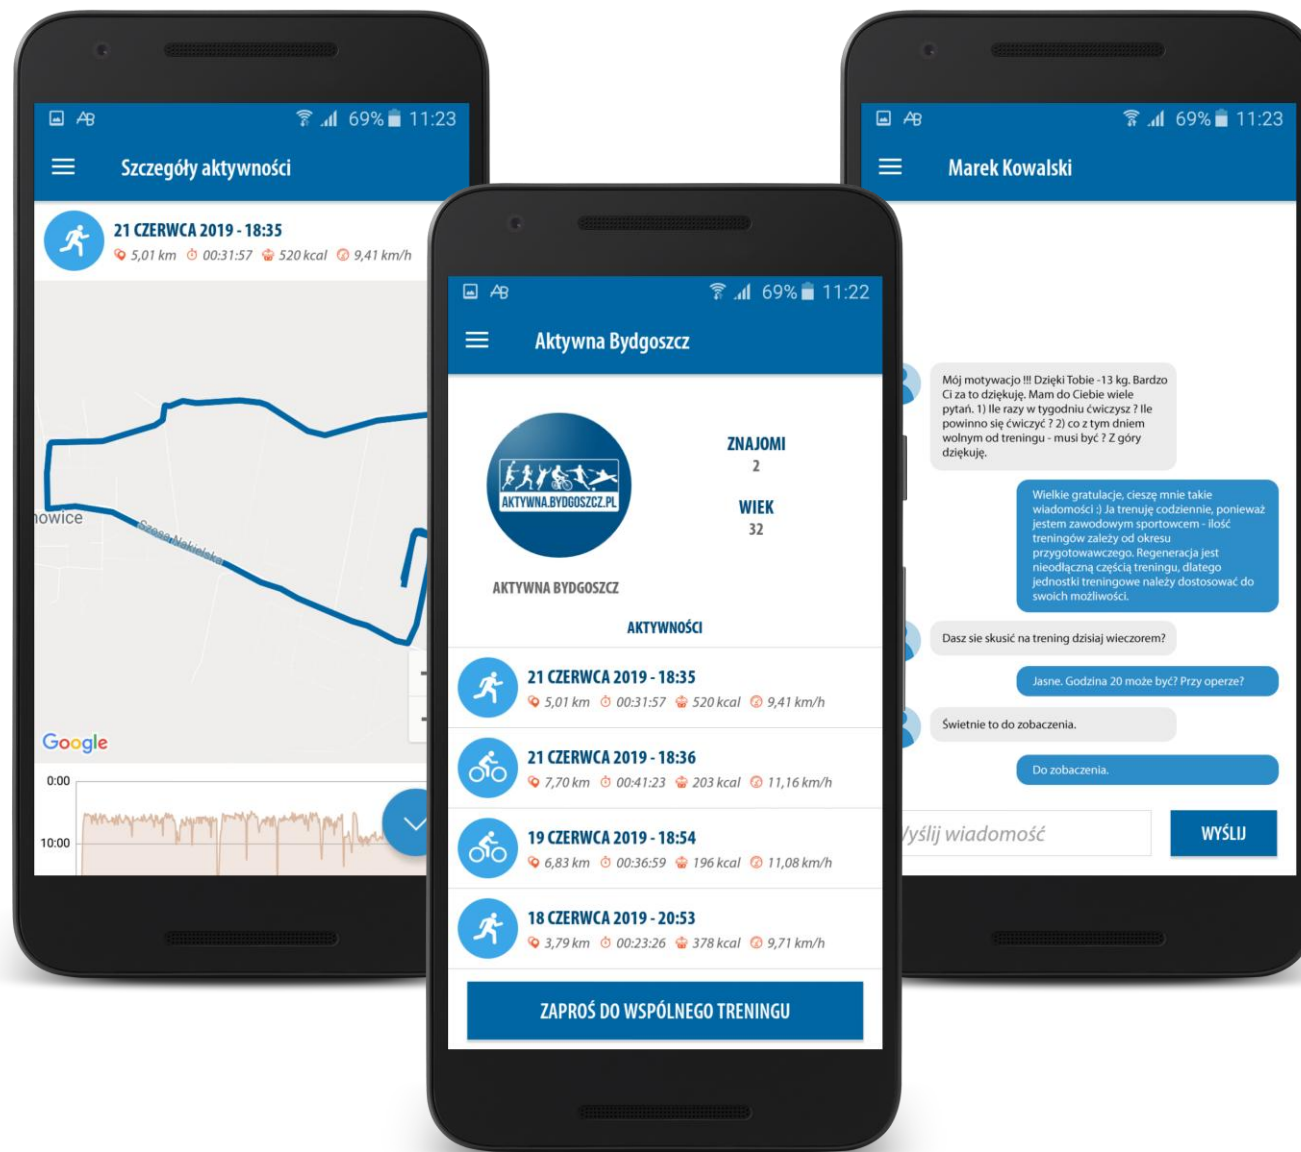 AB 69% 11:23
Szczegóły aktywności
21 CZERWCA 2019 - 18:35
5,01 km 00:31:57 520 kcal 9,41 km/h
nowice
Szosa Nakielska
Google
0:00
10:00
AB 69% 11:22
Aktywna Bydgoszcz
AKTYWNA.BYDGOSZCZ.PL
ZNAJOMI
2
WIEK
32
AKTYWNA BYDGOSZCZ
AKTYWNOŚCI
21 CZERWCA 2019 - 18:35
5,01 km 00:31:57 520 kcal 9,41 km/h
21 CZERWCA 2019 - 18:36
7,70 km 00:41:23 203 kcal 11,16 km/h
19 CZERWCA 2019 - 18:54
6,83 km 00:36:59 196 kcal 11,08 km/h
18 CZERWCA 2019 - 20:53
3,79 km 00:23:26 378 kcal 9,71 km/h
ZAPROŚ DO WSPÓLNEGO TRENINGU
AB 69% 11:23
Marek Kowalski
Mój motywacjo !!! Dzięki Tobie -13 kg. Bardzo
Ci za to dziękuję. Mam do Ciebie wiele
pytań. 1) Ile razy w tygodniu ćwiczysz ? Ile
powinno się ćwiczyć ? 2) co z tym dniem
wolnym od treningu - musi być ? Z góry
dziękuję.
Wielkie gratulacje, cieszę mnie takie
wiadomości :) Ja trenuję codziennie, ponieważ
jestem zawodowym sportowcem - ilość
treningów zależy od okresu
przygotowawczego. Regeneracja jest
nieodłączną częścią treningu, dlatego
jednostki treningowe należy dostosować do
swoich możliwości.
Dasz sie skusić na trening dzisiaj wieczorem?
Jasne. Godzina 20 może być? Przy operze?
Świetnie to do zobaczenia.
Do zobaczenia.
Wyślij wiadomość
WYŚLIJ